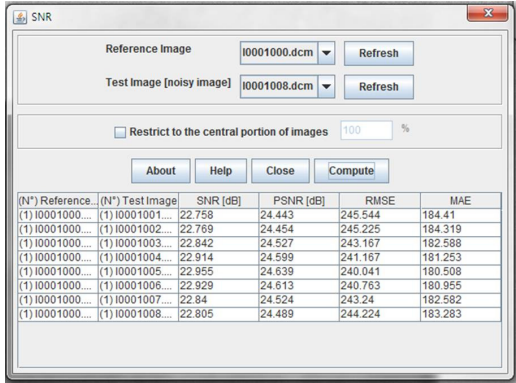 SNR
Reference Image I0001000.dcm Refresh
Test Image [noisy image] I0001008.dcm Refresh
Restrict to the central portion of images 100 %
About Help Close Compute
(N°) Reference... (N°) Test Image SNR [dB] PSNR [dB] RMSE MAE
(1) I0001000.... (1) I0001001.... 22.758 24.443 245.544 184.41
(1) I0001000.... (1) I0001002.... 22.769 24.454 245.225 184.319
(1) I0001000.... (1) I0001003.... 22.842 24.527 243.167 182.588
(1) I0001000.... (1) I0001004.... 22.914 24.599 241.167 181.253
(1) I0001000.... (1) I0001005.... 22.955 24.639 240.041 180.508
(1) I0001000.... (1) I0001006.... 22.929 24.613 240.763 180.955
(1) I0001000.... (1) I0001007.... 22.84 24.524 243.24 182.582
(1) I0001000.... (1) I0001008.... 22.805 24.489 244.224 183.283